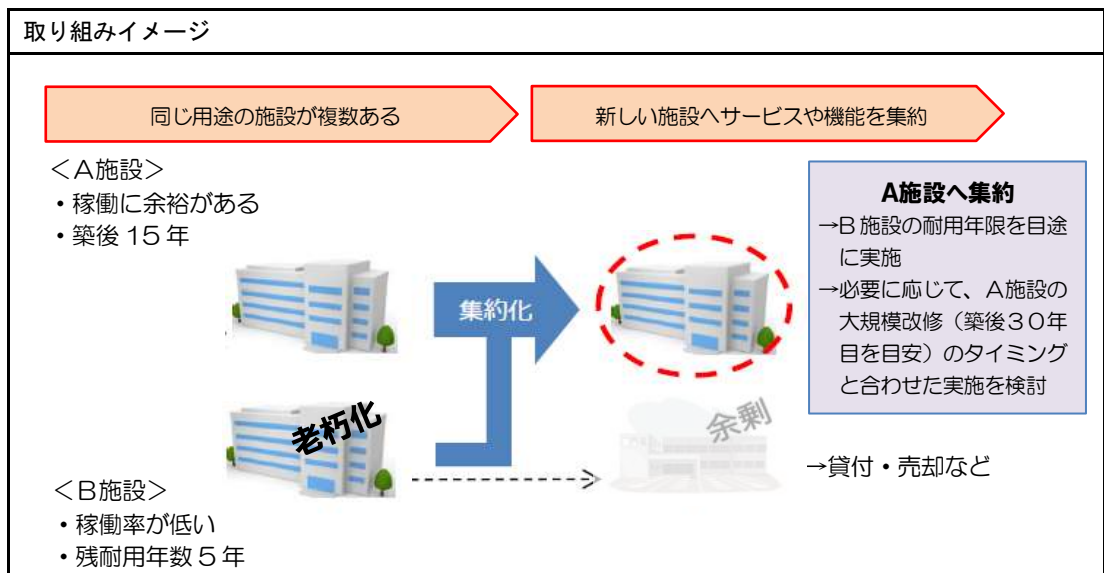 取り組みイメージ
同じ用途の施設が複数ある
新しい施設へサービスや機能を集約
<A施設>
・稼働に余裕がある
・築後 15 年
集約化
A施設へ集約
→B 施設の耐用年限を目途
に実施
→必要に応じて、A施設の
大規模改修（築後３０年
目を目安）のタイミング
と合わせた実施を検討
老朽化
余剰
→貸付・売却など
<B施設>
・稼働率が低い
・残耐用年数 5 年